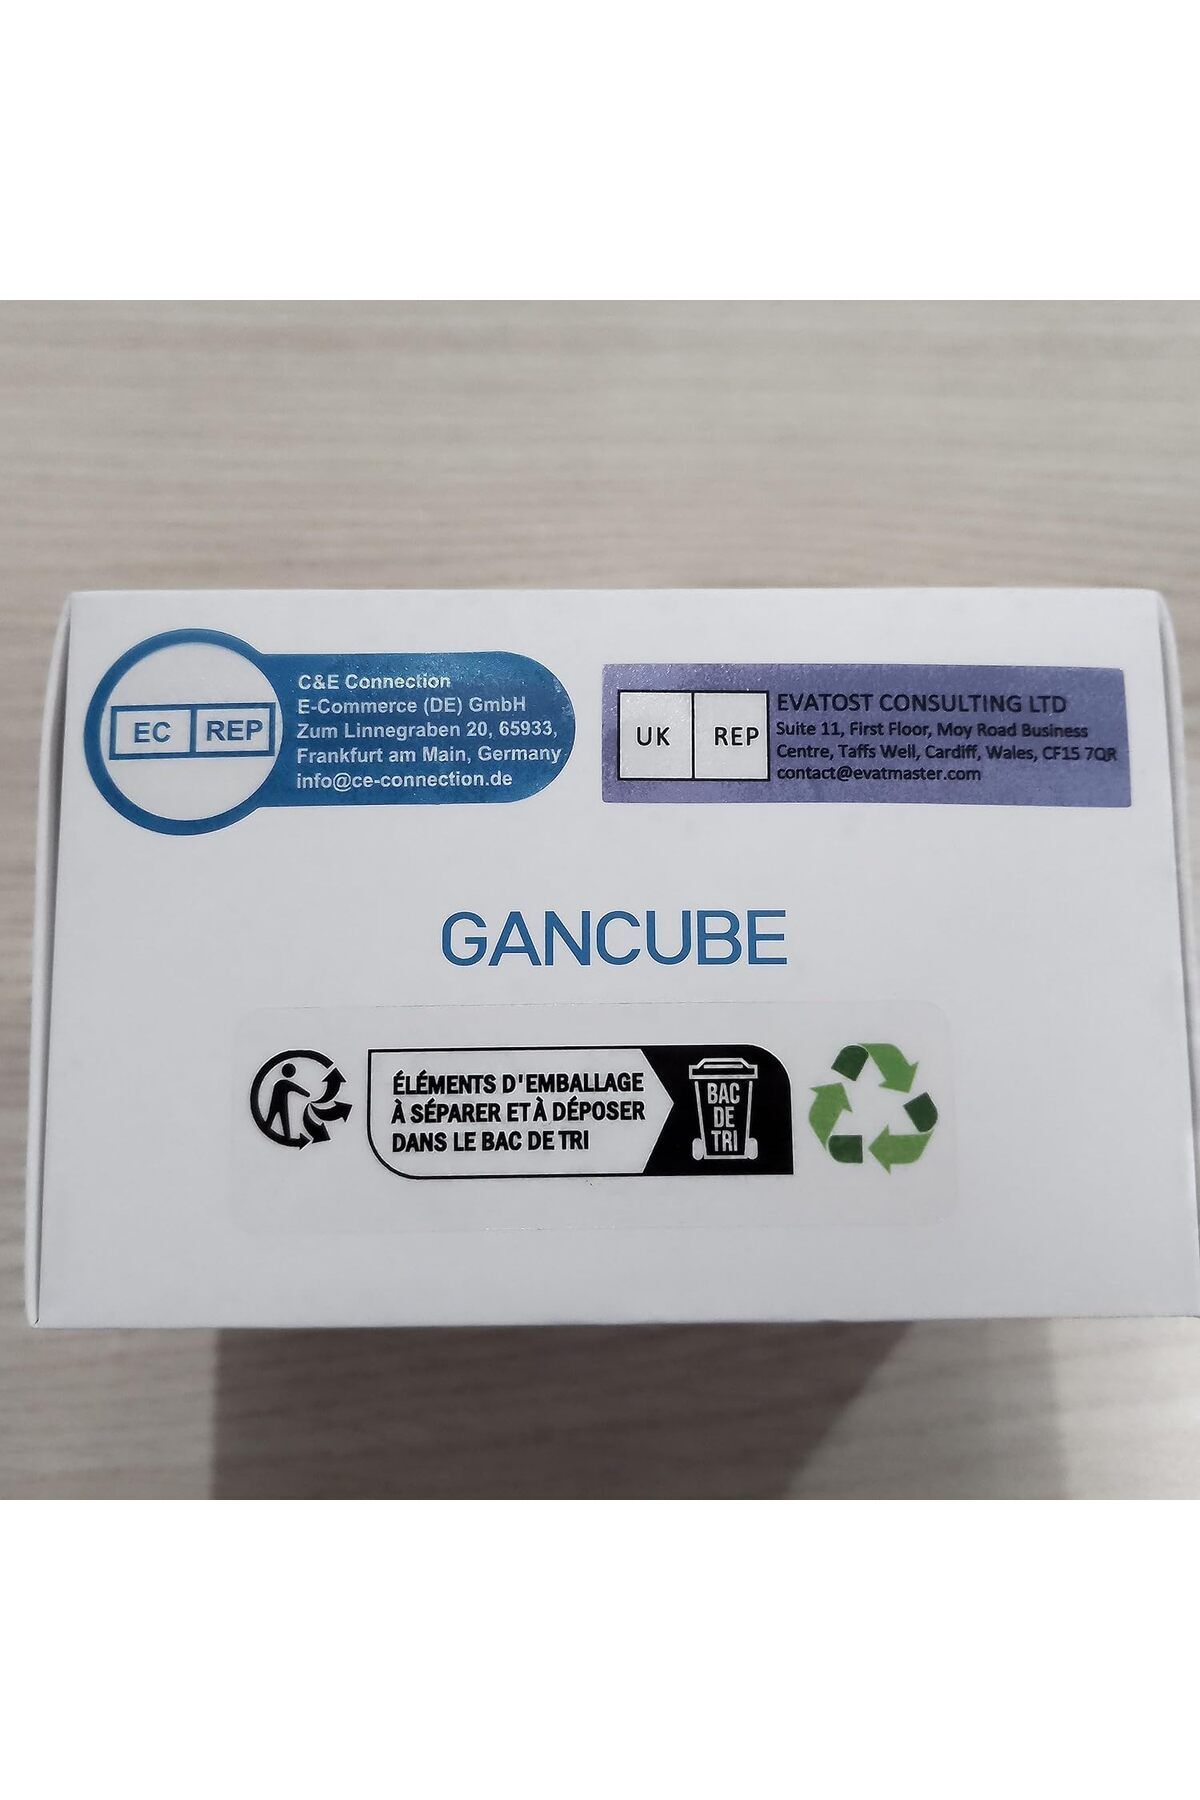 EC REP
C&E Connection
E-Commerce (DE) GmbH
Zum Linnegraben 20, 65933,
Frankfurt am Main, Germany
info@ce-connection.de
UK REP
EVATOST CONSULTING LTD
Suite 11, First Floor, Moy Road Business
Centre, Taffs Well, Cardiff, Wales, CF15 7QR
contact@evatmaster.com
GANCUBE
ÉLÉMENTS D'EMBALLAGE
À SÉPARER ET À DÉPOSER
DANS LE BAC DE TRI
BAC
DE
TRI